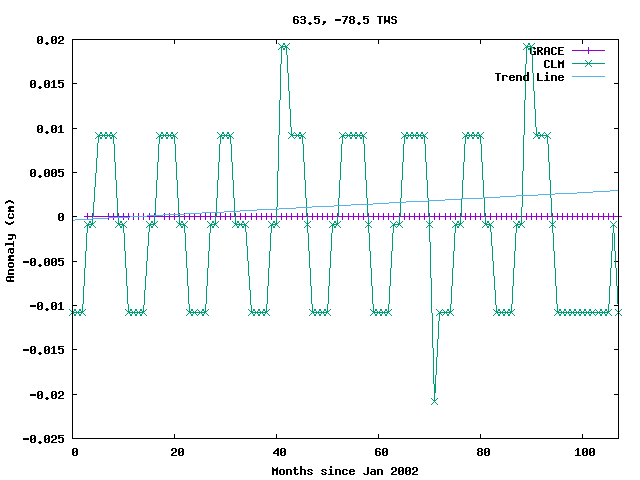 63.5, -78.5 TWS
GRACE
CLM
Trend Line
0.02
0.015
0.01
0.005
0
-0.005
-0.01
-0.015
-0.02
-0.025
Anomaly (cm)
0 20 40 60 80 100
Months since Jan 2002